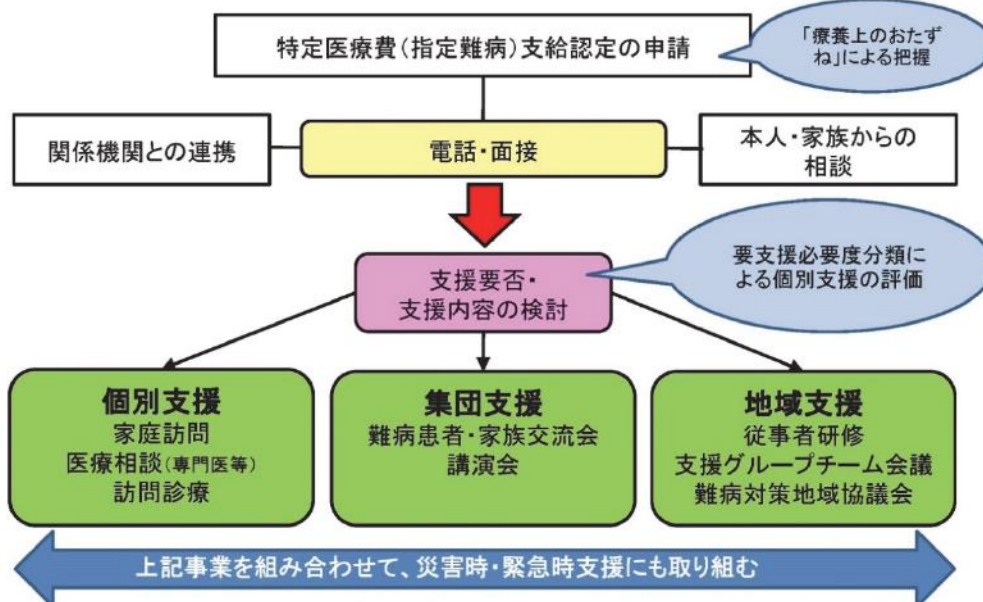 特定医療費(指定難病)支給認定の申請
「療養上のおたず
ね」による把握
関係機関との連携
電話・面接
本人・家族からの
相談
要支援必要度分類に
よる個別支援の評価
支援要否・
支援内容の検討
個別支援
家庭訪問
医療相談(専門医等)
訪問診療
集団支援
難病患者・家族交流会
講演会
地域支援
従事者研修
支援グループチーム会議
難病対策地域協議会
上記事業を組み合わせて、災害時・緊急時支援にも取り組む